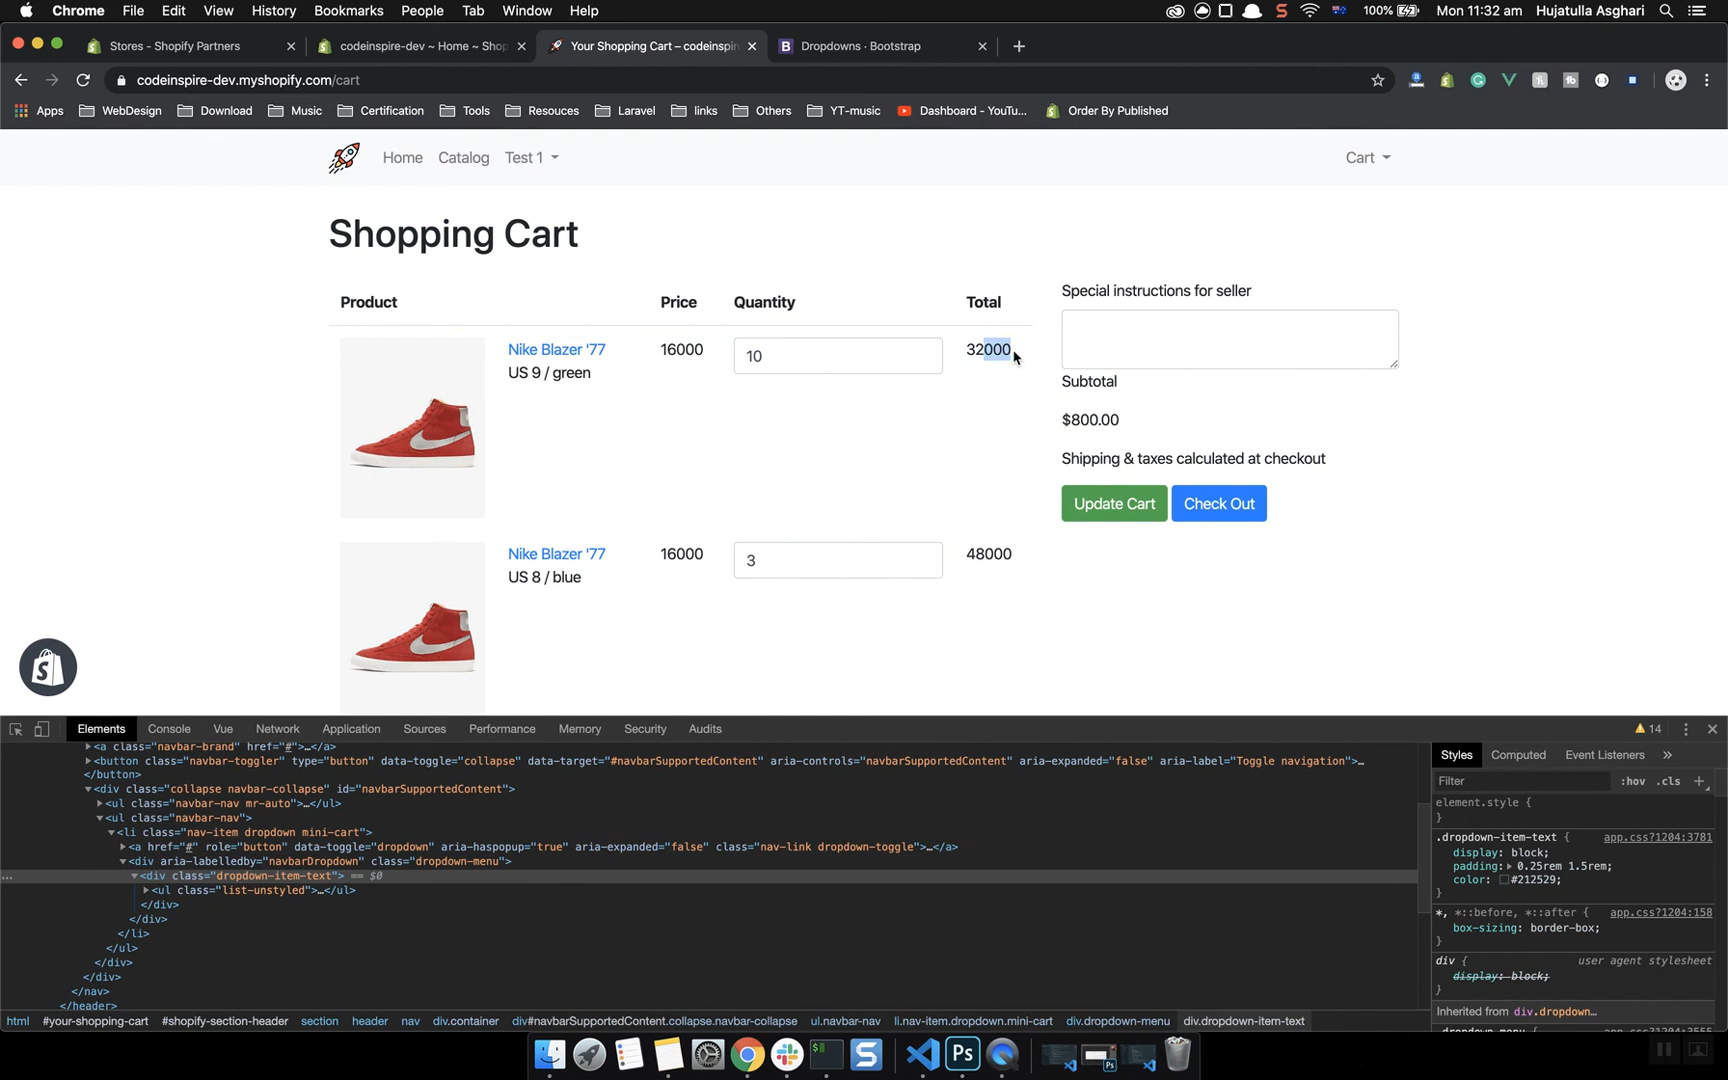 Chrome File Edit View History Bookmarks People Tab Window Help 100% Mon 11:32 am Hujatulla Asghari
Stores - Shopify Partners codeinspire-dev ~ Home ~ Shop Your Shopping Cart – codeinspir Dropdowns · Bootstrap
codeinspire-dev.myshopify.com/cart
Apps WebDesign Download Music Certification Tools Resouces Laravel links Others YT-music Dashboard - YouTu... Order By Published
Home Catalog Test 1 Cart
Shopping Cart
Product Price Quantity Total
Special instructions for seller
Nike Blazer '77 16000 10 32000
US 9 / green
Subtotal
$800.00
Shipping & taxes calculated at checkout
Update Cart Check Out
Nike Blazer '77 16000 3 48000
US 8 / blue
Elements Console Vue Network Application Sources Performance Memory Security Audits 14
<a class="navbar-brand" href="#">…</a>
<button class="navbar-toggler" type="button" data-toggle="collapse" data-target="#navbarSupportedContent" aria-controls="navbarSupportedContent" aria-expanded="false" aria-label="Toggle navigation">…
</button>
<div class="collapse navbar-collapse" id="navbarSupportedContent">
<ul class="navbar-nav mr-auto">…</ul>
<ul class="navbar-nav">
<li class="nav-item dropdown mini-cart">
<a href="#" role="button" data-toggle="dropdown" aria-haspopup="true" aria-expanded="false" class="nav-link dropdown-toggle">…</a>
<div aria-labelledby="navbarDropdown" class="dropdown-menu">
<div class="dropdown-item-text"> == $0
<ul class="list-unstyled">…</ul>
</div>
</div>
</li>
</ul>
</div>
</div>
</nav>
</header>
Styles Computed Event Listeners »
Filter :hov .cls +
element.style {
}
.dropdown-item-text { app.css?1204:3781
display: block;
padding: 0.25rem 1.5rem;
color: #212529;
}
*, *::before, *::after { app.css?1204:158
box-sizing: border-box;
}
div { user agent stylesheet
display: block;
}
Inherited from div.dropdown…
.dropdown-menu { app.css?1204:3555
html #your-shopping-cart #shopify-section-header section header nav div.container div#navbarSupportedContent.collapse.navbar-collapse ul.navbar-nav li.nav-item.dropdown.mini-cart div.dropdown-menu div.dropdown-item-text